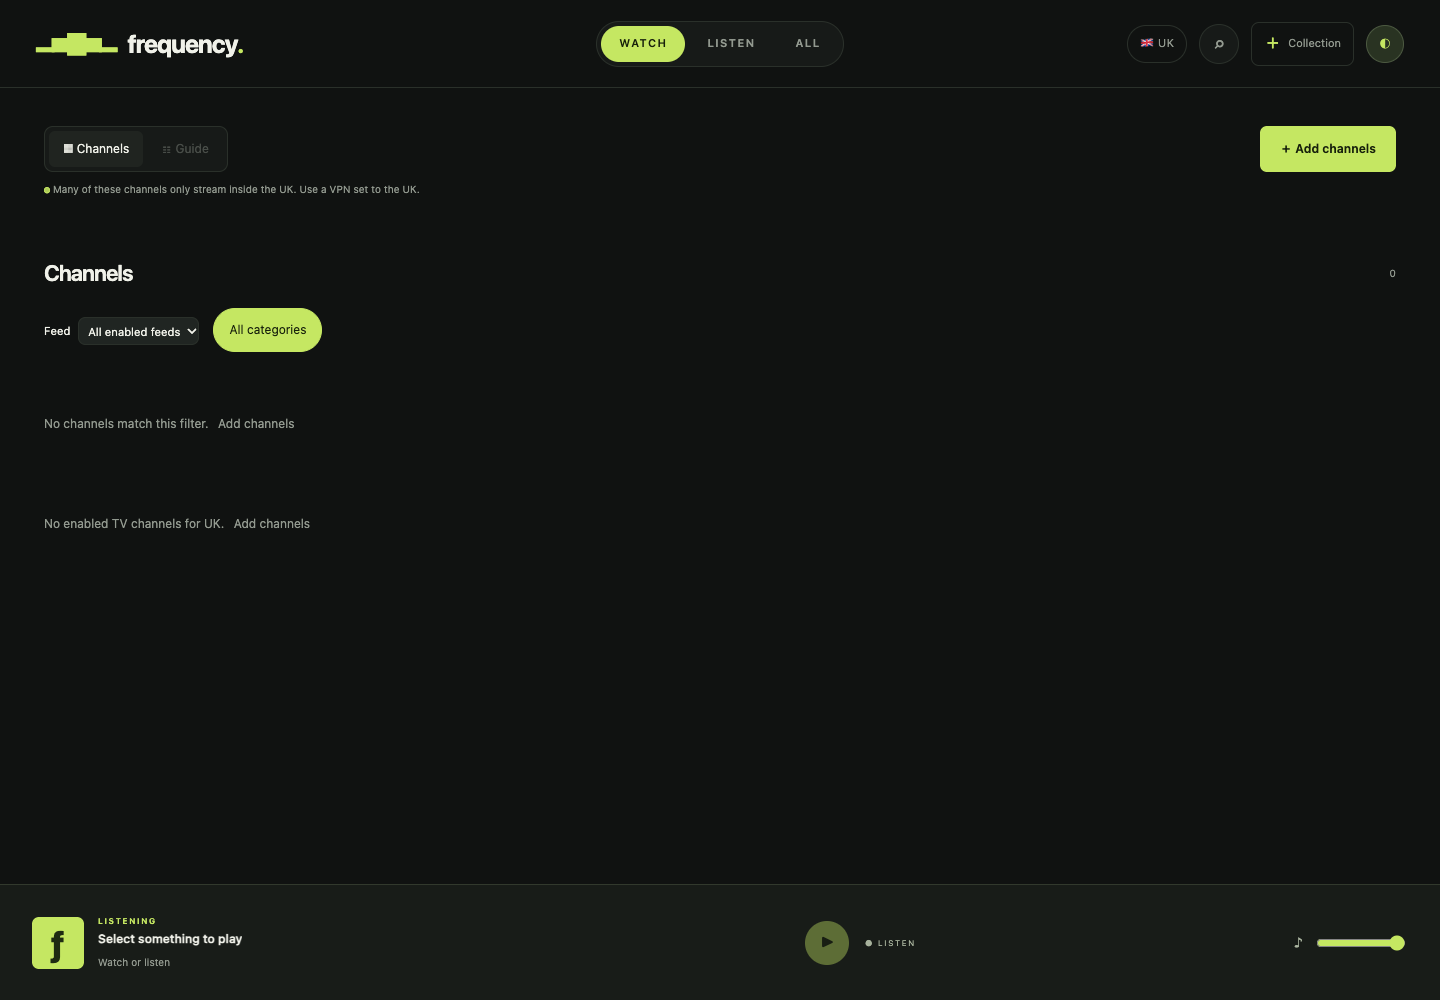 frequency.
WATCH LISTEN ALL
🇬🇧 UK
+ Collection
Channels Guide
+ Add channels
Many of these channels only stream inside the UK. Use a VPN set to the UK.
Channels
0
Feed All enabled feeds All categories
No channels match this filter. Add channels
No enabled TV channels for UK. Add channels
f
LISTENING
Select something to play
Watch or listen
LISTEN